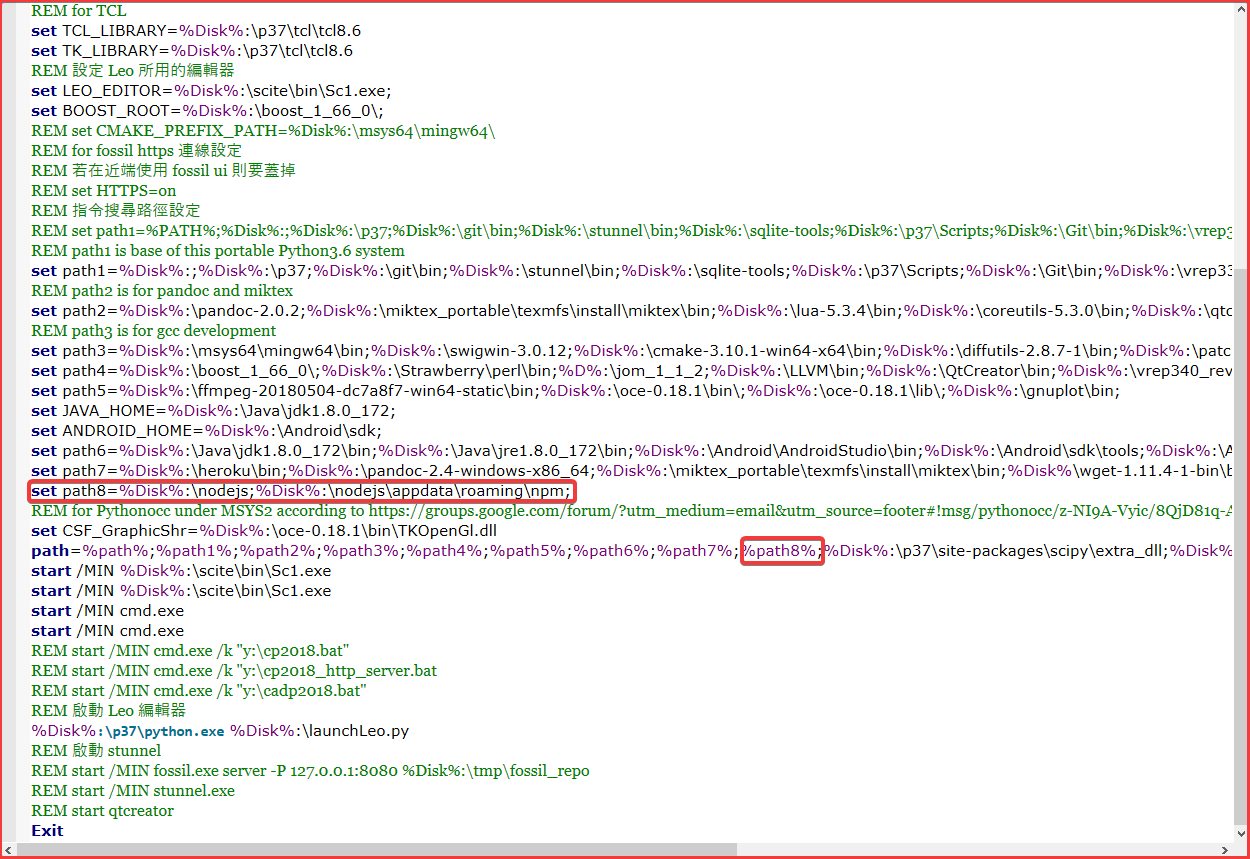 REM for TCL
set TCL_LIBRARY=%Disk%:\p37\tcl\tcl8.6
set TK_LIBRARY=%Disk%:\p37\tcl\tcl8.6
REM 設定 Leo 所用的編輯器
set LEO_EDITOR=%Disk%:\scite\bin\Sc1.exe;
set BOOST_ROOT=%Disk%:\boost_1_66_0\;
REM set CMAKE_PREFIX_PATH=%Disk%:\msys64\mingw64\
REM for fossil https 連線設定
REM 若在近端使用 fossil ui 則要蓋掉
REM set HTTPS=on
REM 指令搜尋路徑設定
REM set path1=%PATH%;%Disk%:;%Disk%:\p37;%Disk%:\git\bin;%Disk%:\stunnel\bin;%Disk%:\sqlite-tools;%Disk%:\p37\Scripts;%Disk%:\Git\bin;%Disk%:\vrep3
REM path1 is base of this portable Python3.6 system
set path1=%Disk%:;%Disk%:\p37;%Disk%:\git\bin;%Disk%:\stunnel\bin;%Disk%:\sqlite-tools;%Disk%:\p37\Scripts;%Disk%:\Git\bin;%Disk%:\vrep33
REM path2 is for pandoc and miktex
set path2=%Disk%:\pandoc-2.0.2;%Disk%:\miktex_portable\texmfs\install\miktex\bin;%Disk%:\lua-5.3.4\bin;%Disk%:\coreutils-5.3.0\bin;%Disk%:\qtc
REM path3 is for gcc development
set path3=%Disk%:\msys64\mingw64\bin;%Disk%:\swigwin-3.0.12;%Disk%:\cmake-3.10.1-win64-x64\bin;%Disk%:\diffutils-2.8.7-1\bin;%Disk%:\patc
set path4=%Disk%:\boost_1_66_0\;%Disk%:\Strawberry\perl\bin;%D%:\jom_1_1_2;%Disk%:\LLVM\bin;%Disk%:\QtCreator\bin;%Disk%:\vrep340_rev
set path5=%Disk%:\ffmpeg-20180504-dc7a8f7-win64-static\bin;%Disk%:\oce-0.18.1\bin\;%Disk%:\oce-0.18.1\lib\;%Disk%:\gnuplot\bin;
set JAVA_HOME=%Disk%:\Java\jdk1.8.0_172;
set ANDROID_HOME=%Disk%:\Android\sdk;
set path6=%Disk%:\Java\jdk1.8.0_172\bin;%Disk%:\Java\jre1.8.0_172\bin;%Disk%:\Android\AndroidStudio\bin;%Disk%:\Android\sdk\tools;%Disk%:\A
set path7=%Disk%:\heroku\bin;%Disk%:\pandoc-2.4-windows-x86_64;%Disk%:\miktex_portable\texmfs\install\miktex\bin;%Disk%\wget-1.11.4-1-bin\b
set path8=%Disk%:\nodejs;%Disk%:\nodejs\appdata\roaming\npm;
REM for Pythonocc under MSYS2 according to https://groups.google.com/forum/?utm_medium=email&utm_source=footer#!msg/pythonocc/z-NI9A-Vyic/8QjD81q-A
set CSF_GraphicShr=%Disk%:\oce-0.18.1\bin\TKOpenGl.dll
path=%path%;%path1%;%path2%;%path3%;%path4%;%path5%;%path6%;%path7%;%path8%;%Disk%:\p37\site-packages\scipy\extra_dll;%Disk%
start /MIN %Disk%:\scite\bin\Sc1.exe
start /MIN %Disk%:\scite\bin\Sc1.exe
start /MIN cmd.exe
start /MIN cmd.exe
REM start /MIN cmd.exe /k "y:\cp2018.bat"
REM start /MIN cmd.exe /k "y:\cp2018_http_server.bat
REM start /MIN cmd.exe /k "y:\cadp2018.bat"
REM 啟動 Leo 編輯器
%Disk%:\p37\python.exe %Disk%:\launchLeo.py
REM 啟動 stunnel
REM start /MIN fossil.exe server -P 127.0.0.1:8080 %Disk%:\tmp\fossil_repo
REM start /MIN stunnel.exe
REM start qtcreator
Exit